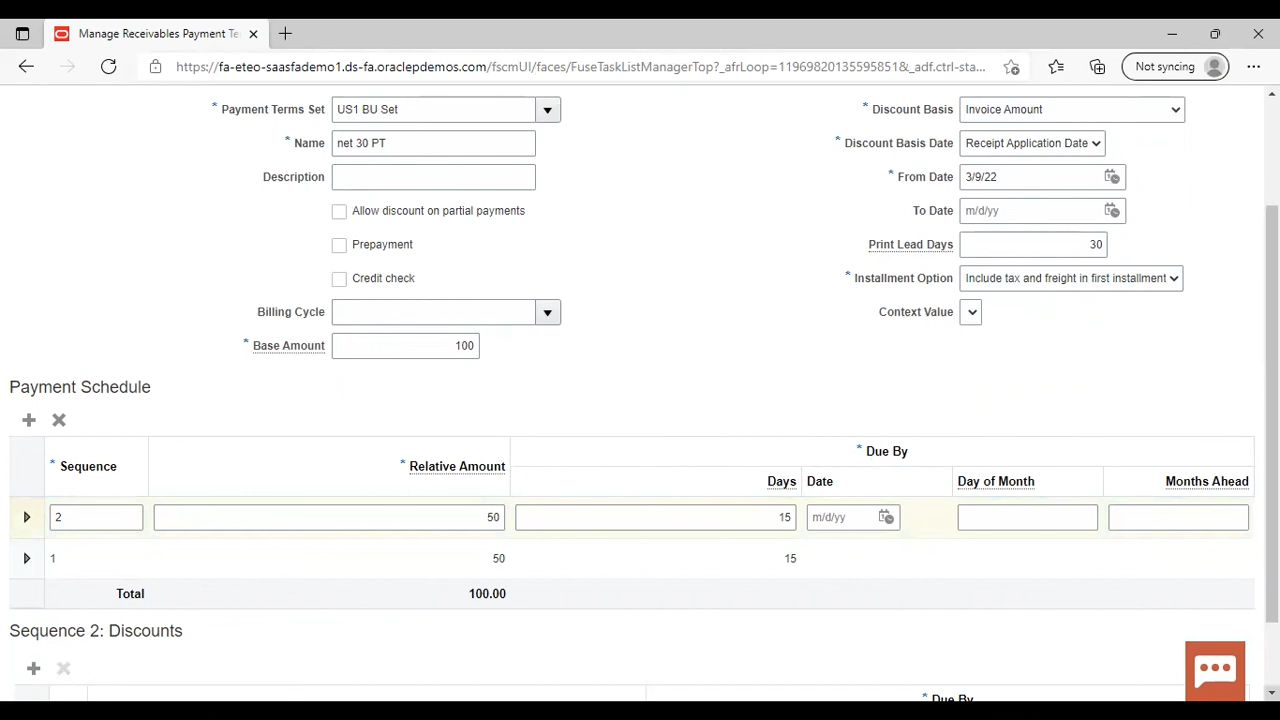 Manage Receivables Payment Te
https://fa-eteo-saasfademo1.ds-fa.oraclepdemos.com/fscmUI/faces/FuseTaskListManagerTop?_afrLoop=11969820135595851&_adf.ctrl-sta...
Not syncing
* Payment Terms Set US1 BU Set
* Discount Basis Invoice Amount
* Name net 30 PT
* Discount Basis Date Receipt Application Date
Description
* From Date 3/9/22
Allow discount on partial payments
To Date m/d/yy
Prepayment
Print Lead Days 30
Credit check
* Installment Option Include tax and freight in first installment
Billing Cycle
Context Value
* Base Amount 100
Payment Schedule
* Due By
* Sequence * Relative Amount
Days Date Day of Month Months Ahead
2 50 15 m/d/yy
1 50 15
Total 100.00
Sequence 2: Discounts
* Due By